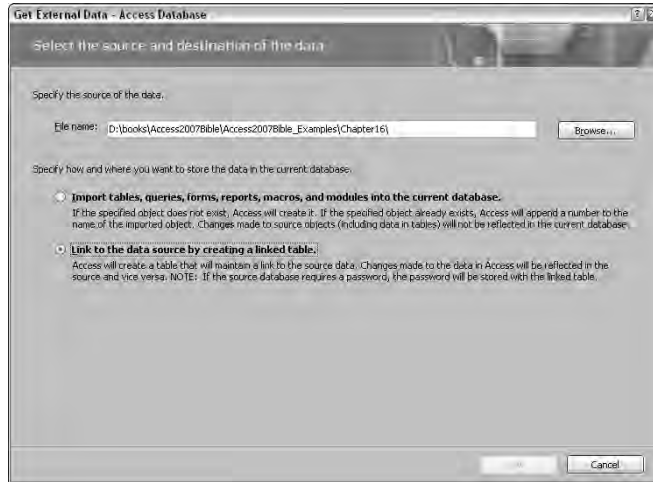 Get External Data - Access Database
Select the source and destination of the data
Specify the source of the data.
File name: D:\books\Access2007Bible\Access2007Bible_Examples\Chapter16\ Browse...
Specify how and where you want to store the data in the current database.
Import tables, queries, forms, reports, macros, and modules into the current database.
If the specified object does not exist, Access will create it. If the specified object already exists, Access will append a number to the
name of the imported object. Changes made to source objects (including data in tables) will not be reflected in the current database.
Link to the data source by creating a linked table.
Access will create a table that will maintain a link to the source data. Changes made to the data in Access will be reflected in the
source and vice versa. NOTE: If the source database requires a password, the password will be stored with the linked table.
Cancel